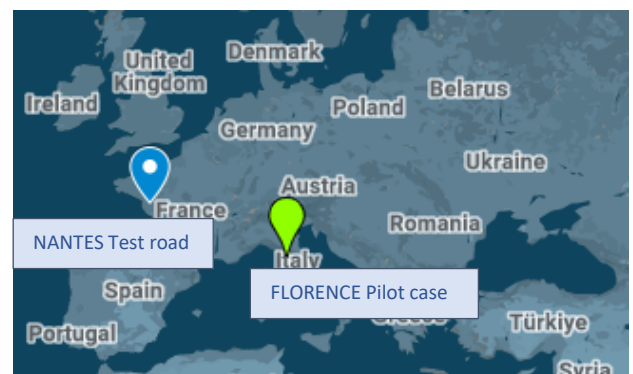 Denmark
United
Kingdom
Ireland
Belarus
Poland
Germany
Ukraine
Austria
France
Romania
NANTES Test road
Italy
Spain
FLORENCE Pilot case
Türkiye
Portugal
Syria